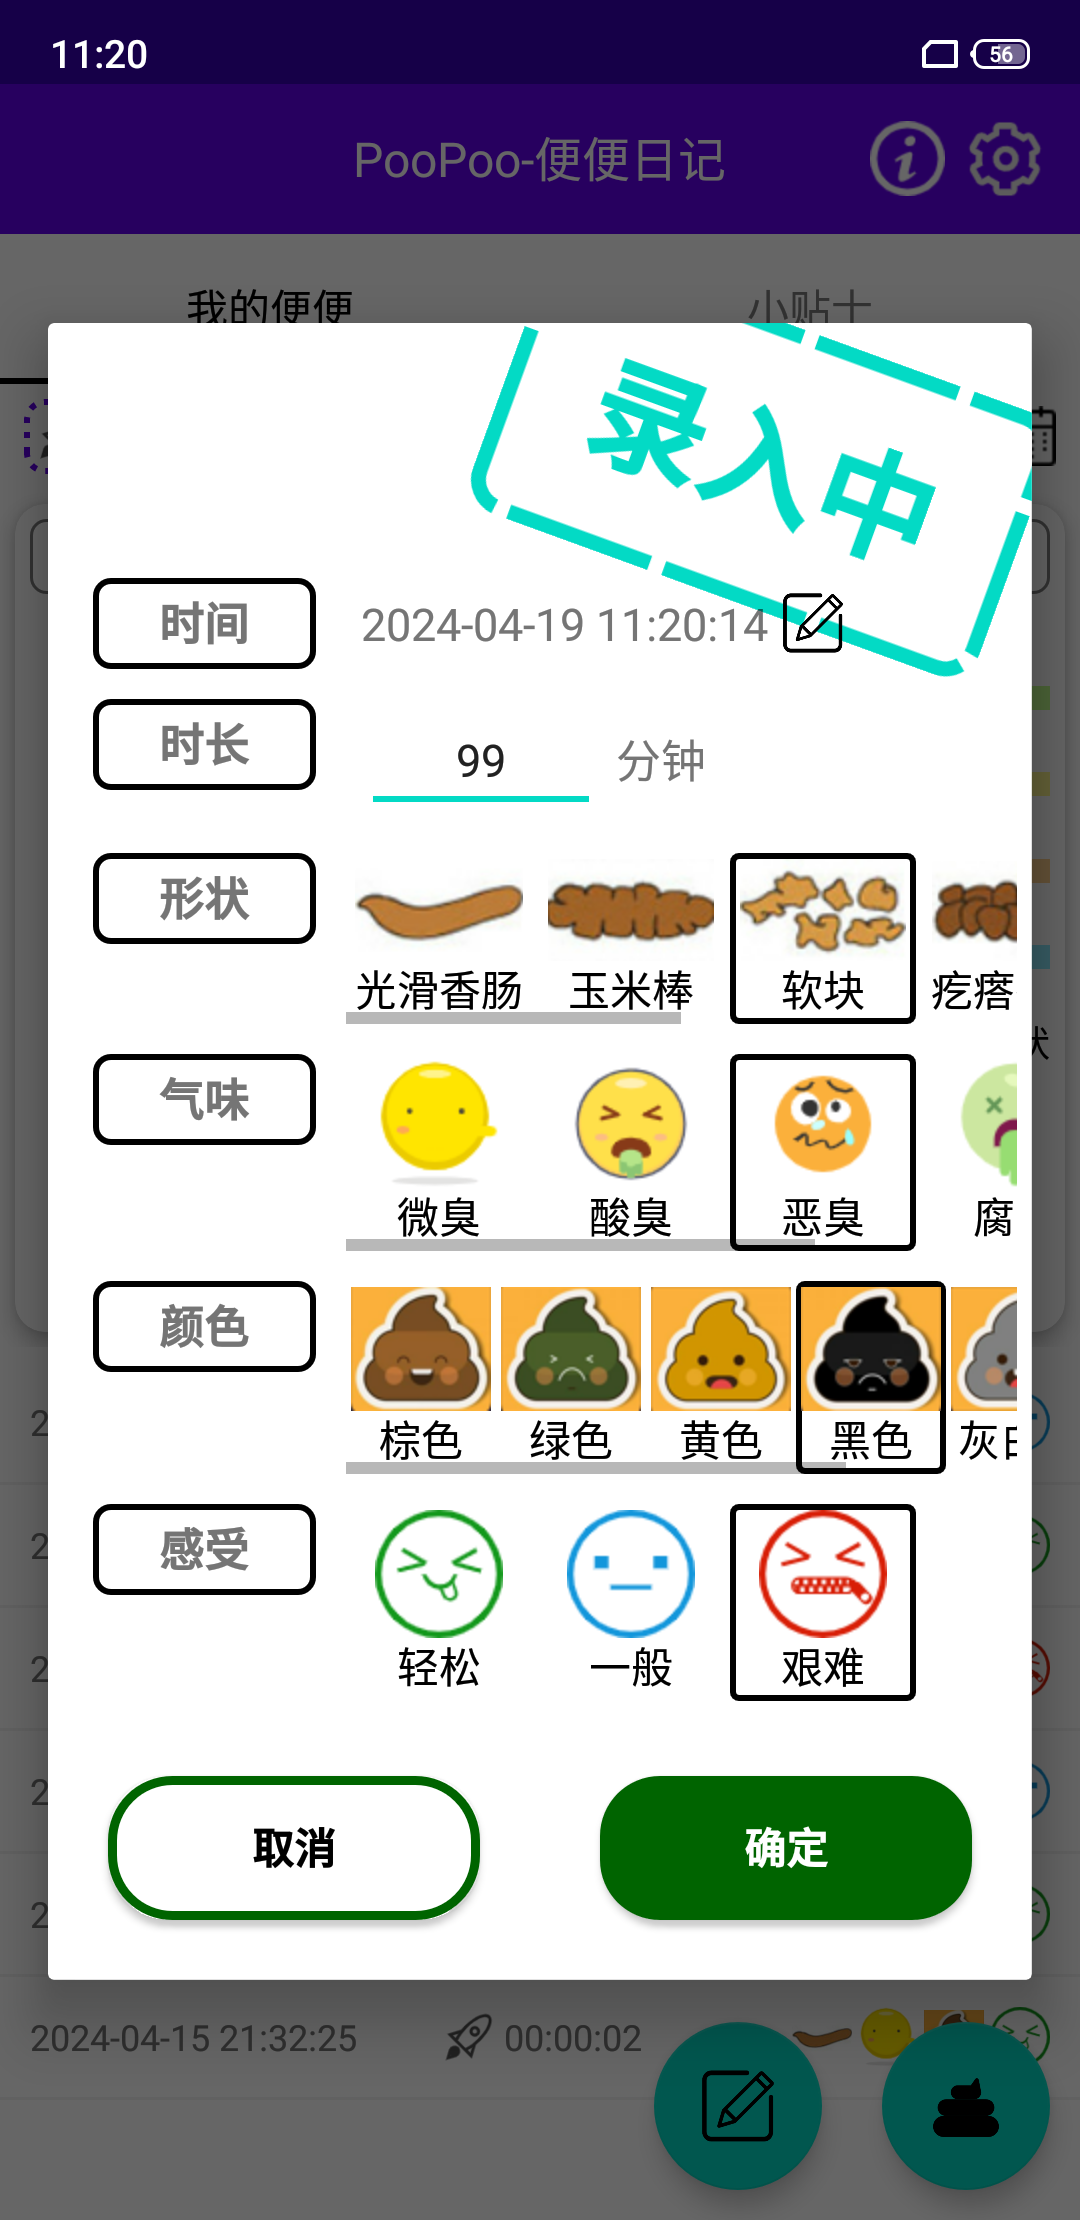 11:20
56
PooPoo-便便日记
我的便便
小贴士
录入中
时间
2024-04-19 11:20:14
时长
99
分钟
形状
光滑香肠
玉米棒
软块
疙瘩
气味
微臭
酸臭
恶臭
腐
颜色
棕色
绿色
黄色
黑色
灰白
感受
轻松
一般
艰难
取消
确定
2024-04-15 21:32:25
00:00:02